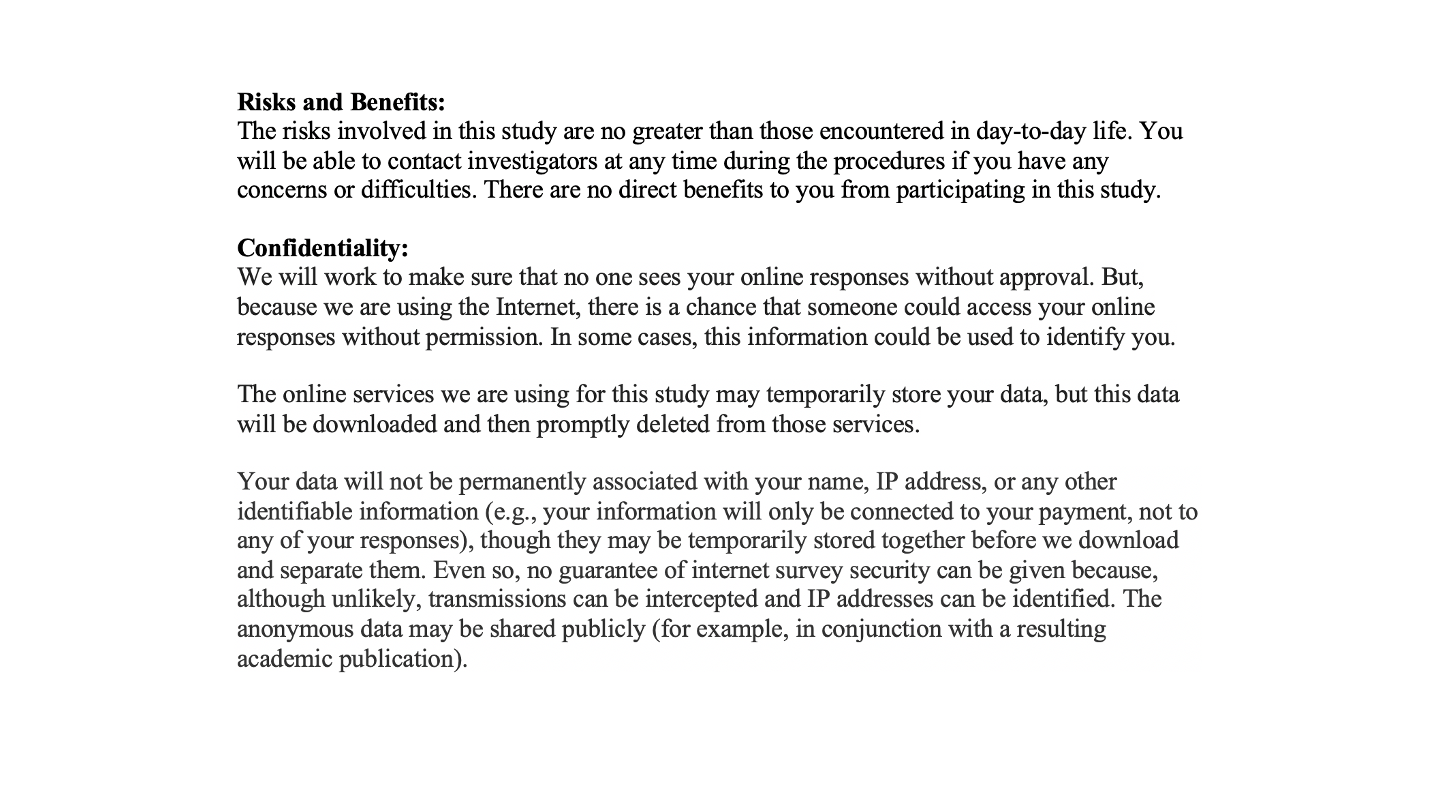 Risks and Benefits:
The risks involved in this study are no greater than those encountered in day-to-day life. You
will be able to contact investigators at any time during the procedures if you have any
concerns or difficulties. There are no direct benefits to you from participating in this study.
Confidentiality:
We will work to make sure that no one sees your online responses without approval. But,
because we are using the Internet, there is a chance that someone could access your online
responses without permission. In some cases, this information could be used to identify you.
The online services we are using for this study may temporarily store your data, but this data
will be downloaded and then promptly deleted from those services.
Your data will not be permanently associated with your name, IP address, or any other
identifiable information (e.g., your information will only be connected to your payment, not to
any of your responses), though they may be temporarily stored together before we download
and separate them. Even so, no guarantee of internet survey security can be given because,
although unlikely, transmissions can be intercepted and IP addresses can be identified. The
anonymous data may be shared publicly (for example, in conjunction with a resulting
academic publication).